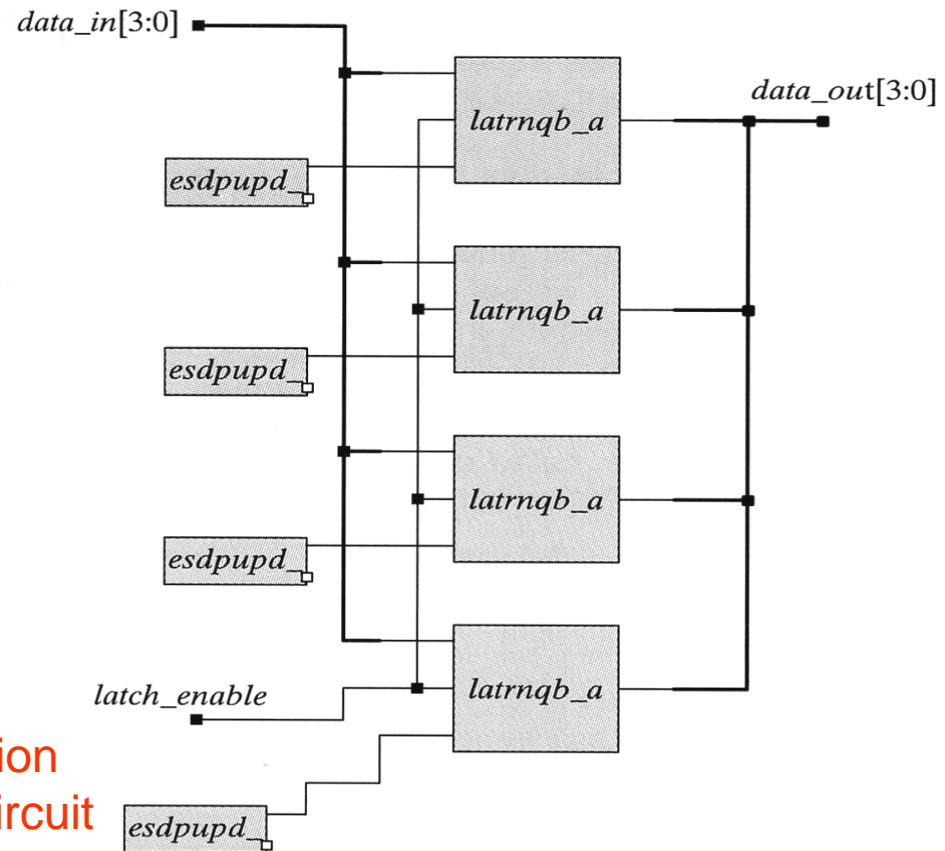 data_in[3:0]
data_out[3:0]
latrnqb_a
esdpupd_
latrnqb_a
esdpupd_
latrnqb_a
esdpupd_
latrnqb_a
latch_enable
ion
ircuit
esdpupd_